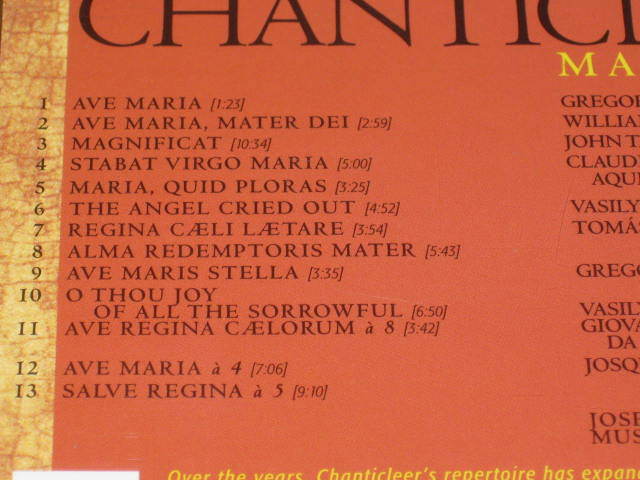 CHANTICL
MA
1 AVE MARIA [1:23] GREGOR
2 AVE MARIA, MATER DEI [2:59] WILLIAM
3 MAGNIFICAT [10:34] JOHN T
4 STABAT VIRGO MARIA [5:00] CLAUD
5 MARIA, QUID PLORAS [3:25] AQUI
6 THE ANGEL CRIED OUT [4:52] VASILY
7 REGINA CÆLI LÆTARE [3:54] TOMÁS
8 ALMA REDEMPTORIS MATER [5:43]
9 AVE MARIS STELLA [3:35] GREGO
10 O THOU JOY
OF ALL THE SORROWFUL [6:50] VASIL
11 AVE REGINA CÆLORUM à 8 [3:42] GIOVA
DA
12 AVE MARIA à 4 [7:06] JOSQ
13 SALVE REGINA à 5 [9:10]
JOSE
MUS
Over the years, Chanticleer's repertoire has expan